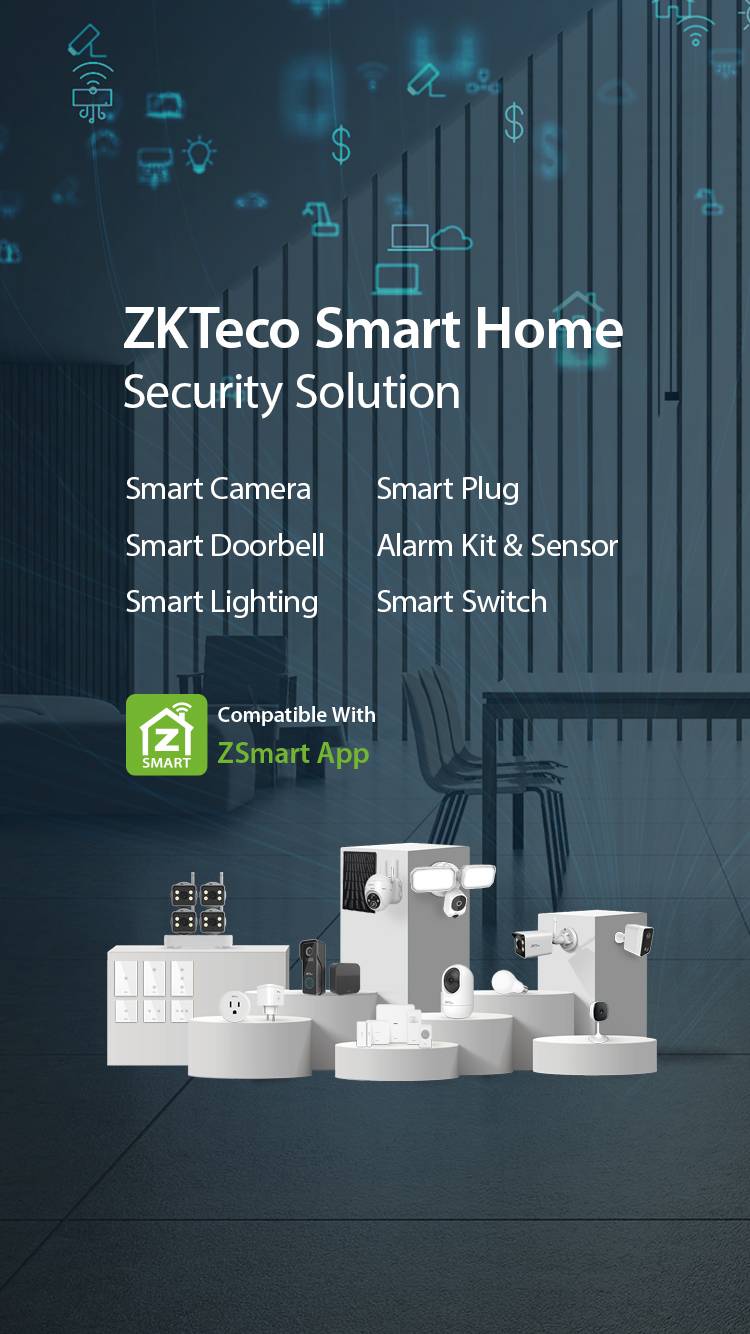 ZKTeco Smart Home
Security Solution
Smart Camera
Smart Plug
Smart Doorbell
Alarm Kit & Sensor
Smart Lighting
Smart Switch
Z
SMART
Compatible With
ZSmart App